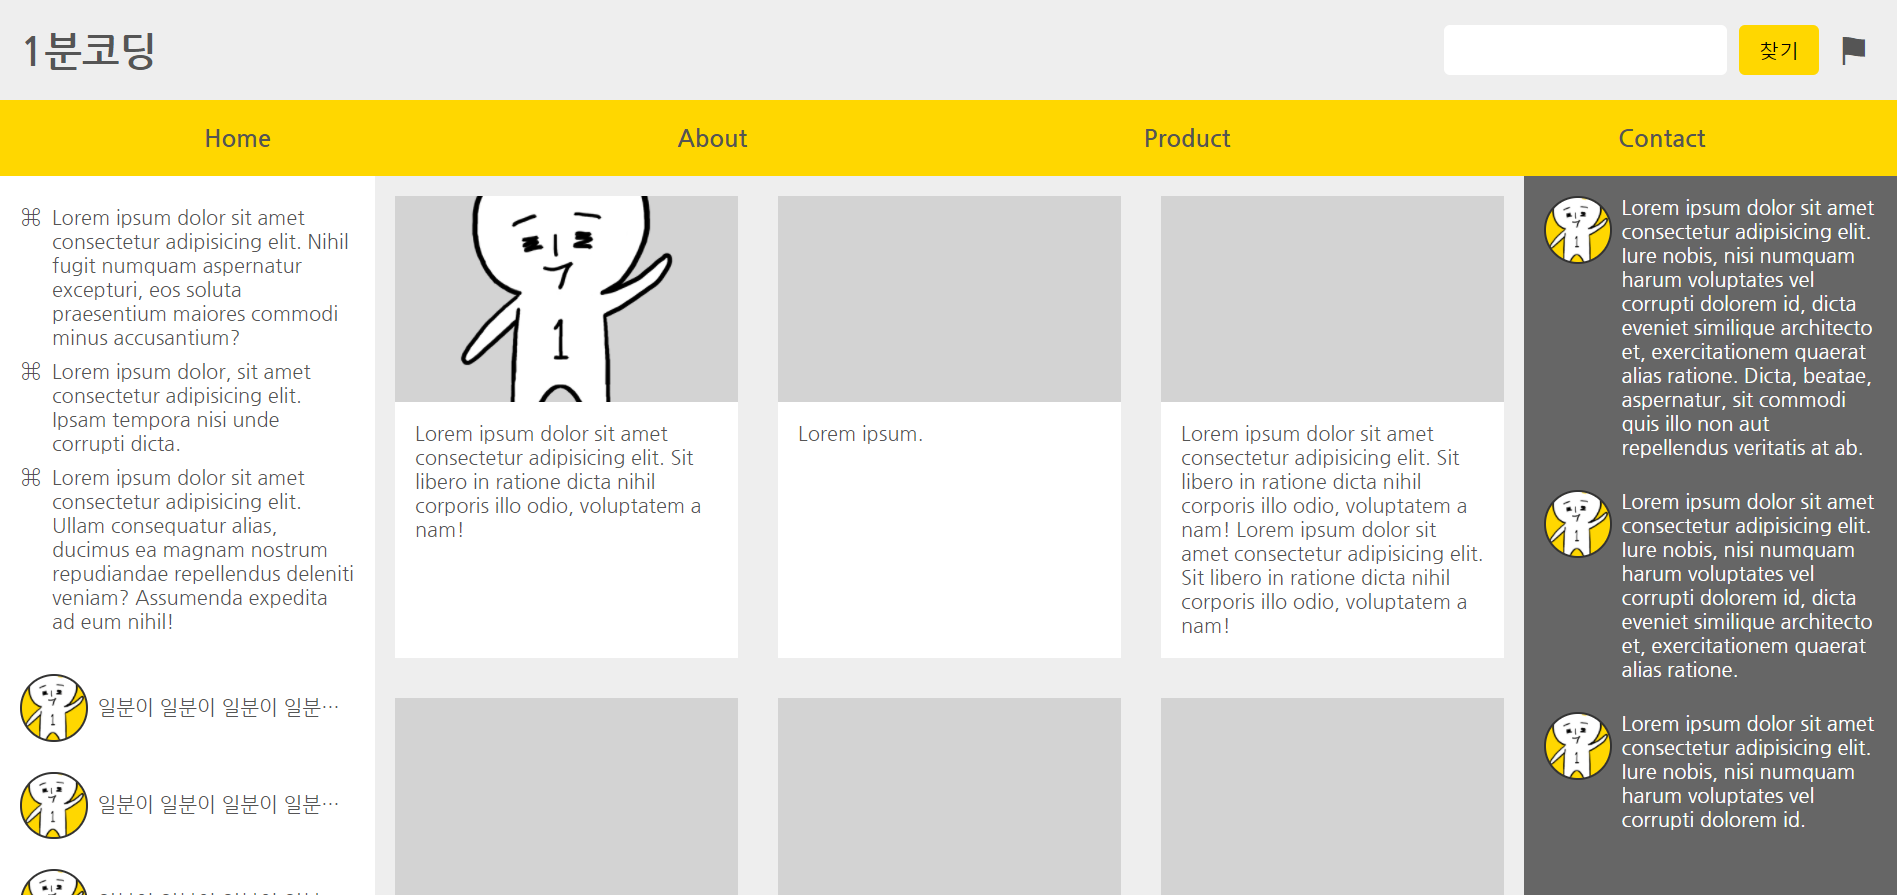 1분코딩
찾기
Home About Product Contact
⌘ Lorem ipsum dolor sit amet
consectetur adipisicing elit. Nihil
fugit numquam aspernatur
excepturi, eos soluta
praesentium maiores commodi
minus accusantium?
⌘ Lorem ipsum dolor, sit amet
consectetur adipisicing elit.
Ipsam tempora nisi unde
corrupti dicta.
⌘ Lorem ipsum dolor sit amet
consectetur adipisicing elit.
Ullam consequatur alias,
ducimus ea magnam nostrum
repudiandae repellendus deleniti
veniam? Assumenda expedita
ad eum nihil!
일분이 일분이 일분이 일분…
일분이 일분이 일분이 일분…
1
Lorem ipsum dolor sit amet
consectetur adipisicing elit. Sit
libero in ratione dicta nihil
corporis illo odio, voluptatem a
nam!
Lorem ipsum.
Lorem ipsum dolor sit amet
consectetur adipisicing elit. Sit
libero in ratione dicta nihil
corporis illo odio, voluptatem a
nam! Lorem ipsum dolor sit
amet consectetur adipisicing elit.
Sit libero in ratione dicta nihil
corporis illo odio, voluptatem a
nam!
Lorem ipsum dolor sit amet
consectetur adipisicing elit.
Iure nobis, nisi numquam
harum voluptates vel
corrupti dolorem id, dicta
eveniet similique architecto
et, exercitationem quaerat
alias ratione. Dicta, beatae,
aspernatur, sit commodi
quis illo non aut
repellendus veritatis at ab.
Lorem ipsum dolor sit amet
consectetur adipisicing elit.
Iure nobis, nisi numquam
harum voluptates vel
corrupti dolorem id, dicta
eveniet similique architecto
et, exercitationem quaerat
alias ratione.
Lorem ipsum dolor sit amet
consectetur adipisicing elit.
Iure nobis, nisi numquam
harum voluptates vel
corrupti dolorem id.